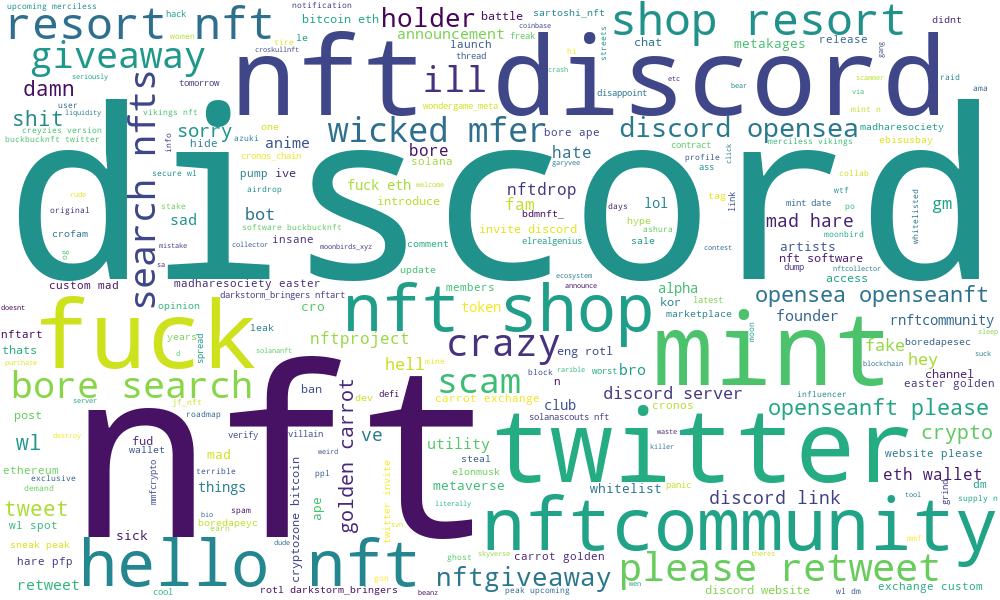 upcoming merciless
hack
notification
bitcoin eth
holder
battle
sartoshi_nft
didnt
resort nft
shop resort
women
le
tire
croskullnft
announcement
freak
coinbase
streets
chat
metakages
release
giveaway
nft discord
launch
thread
hi
gang
seriously
tomorrow
ill
crash
etc
disappoint
bear
scammer
via
raid
ama
damn
user
liquidity
vikings nft
wondergame_meta
mint n
shit
creyzies version
buckbucknft twitter
search nfts
info
sorry
hide
one
azuki
anime
wicked mfer
bore ape
discord opensea
madharesociety
merciless vikings
ebisusbay
cronos_chain
bore
solana
hate
garyvee
contract
profile
ass
click
secure wl
pump
ive
airdrop
fuck eth
welcome
introduce
nftdrop
fam
days
lol
tag
link
collab
wtf
mint date
po
whitelisted
gm
discord
rude
original
crofam
og
stake
sad
bot
software buckbucknft
insane
mistake
collector
moonbirds_xyz
sa
bdmnft_
invite discord
elrealgenius
hype
ashura
sale
contest
mad hare
moonbird
artists
nft software
dump
nftcollector
access
comment
update
ecosystem
announce
custom mad
madharesociety easter
darkstorm_bringers nftart
members
alpha
kor
latest
marketplace
opensea openseanft
founder
rnftcommunity
doesnt
nftart
thats
fuck
opinion
years
d
spread
leak
cro
solananft
nftproject
token
nft shop
crazy
eng rotl
mint
moon
fake
boredapesec
sleep
suck
hey
blockchain
channel
easter golden
purchase
bore search
hell
mine
scam
block
n
rarible
worst
bro
server
jf_nft
roadmap
ban
dev
defi
carrot exchange
club
solanascouts nft
discord server
cronos
influencer
openseanft please
post
wl
nft
verify
villain
golden carrot
ve
utility
twitter
waste
killer
crypto
website please
fud
wallet
mmfcrypto
mad
terrible
things
weird
ppl
steal
elonmusk
metaverse
literally
whitelist
panic
discord link
eth wallet
dm
ethereum
exclusive
demand
bio
boredapeyc
spam
earn
cryptozone bitcoin
ape
twitter invite
tool
grind
supply n
tweet
wl spot
sick
dude
nftcommunity
sneak peak
hare pfp
hello nft
ghost
skyverse
carrot golden
theres
mof
retweet
cool
rotl darkstorm_bringers
gan
beanz
nftgiveaway
peak upcoming
wen
please retweet
discord website
wl dm
exchange custom